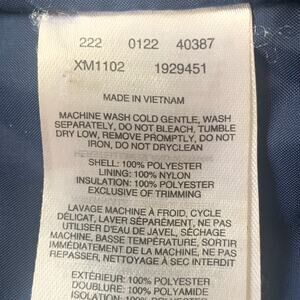 222 0122 40387
XM1102 1929451
MADE IN VIETNAM
MACHINE WASH COLD GENTLE, WASH
SEPARATELY, DO NOT BLEACH, TUMBLE
DRY LOW, REMOVE PROMPTLY, DO NOT
IRON, DO NOT DRYCLEAN
SHELL: 100% POLYESTER
LINING: 100% NYLON
INSULATION: 100% POLYESTER
EXCLUSIVE OF TRIMMING
LAVAGE MACHINE À FROID, CYCLE
DÉLICAT, LAVER SÉPARÉMENT, NE PAS
UTILISER D'EAU DE JAVEL, SÉCHAGE
MACHINE, BASSE TEMPÉRATURE, SORTIR
IMMÉDIATEMENT DE LA MACHINE, NE PAS
REPASSER, NETTOYAGE À SEC INTERDIT
EXTÉRIEUR: 100% POLYESTER
DOUBLURE: 100% POLYAMIDE
ISOLATION: 100% POLYESTER